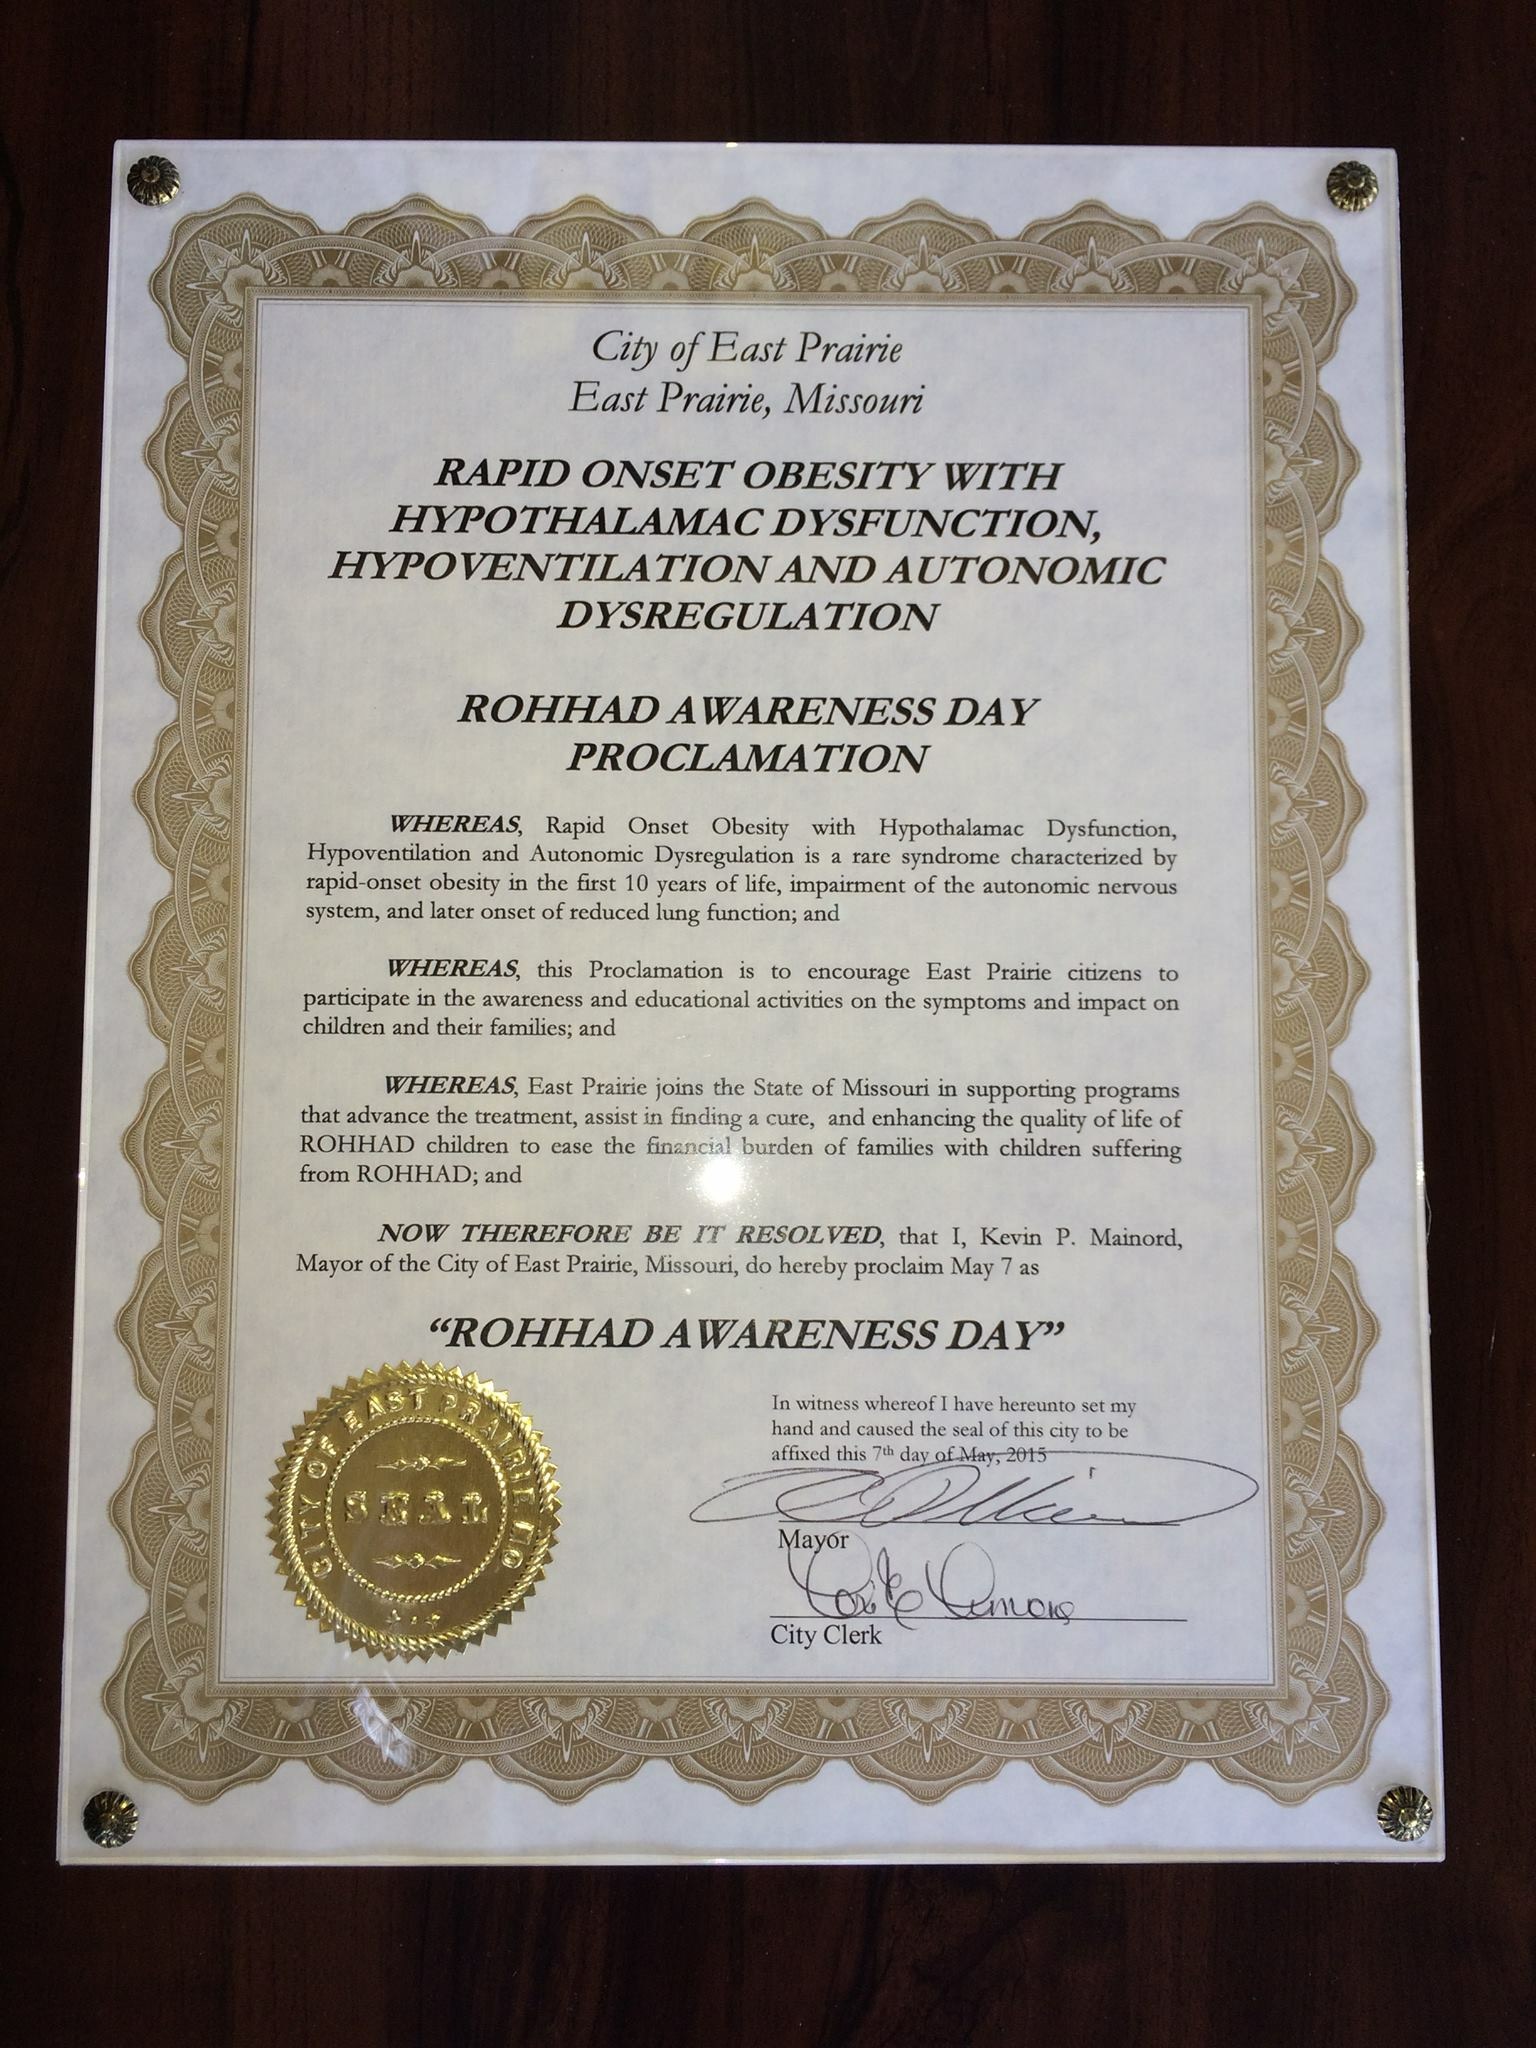 City of East Prairie
East Prairie, Missouri
RAPID ONSET OBESITY WITH
HYPOTHALAMAC DYSFUNCTION,
HYPOVENTILATION AND AUTONOMIC
DYSREGULATION
ROHHAD AWARENESS DAY
PROCLAMATION
WHEREAS, Rapid Onset Obesity with Hypothalamac Dysfunction,
Hypoventilation and Autonomic Dysregulation is a rare syndrome characterized by
rapid-onset obesity in the first 10 years of life, impairment of the autonomic nervous
system, and later onset of reduced lung function; and
WHEREAS, this Proclamation is to encourage East Prairie citizens to
participate in the awareness and educational activities on the symptoms and impact on
children and their families; and
WHEREAS, East Prairie joins the State of Missouri in supporting programs
that advance the treatment, assist in finding a cure, and enhancing the quality of life of
ROHHAD children to ease the financial burden of families with children suffering
from ROHHAD; and
NOW THEREFORE BE IT RESOLVED, that I, Kevin P. Mainord,
Mayor of the City of East Prairie, Missouri, do hereby proclaim May 7 as
“ROHHAD AWARENESS DAY”
CITY OF EAST PRAIRIE MO
SEAL
In witness whereof I have hereunto set my
hand and caused the seal of this city to be
affixed this 7th day of May, 2015
Mayor
City Clerk